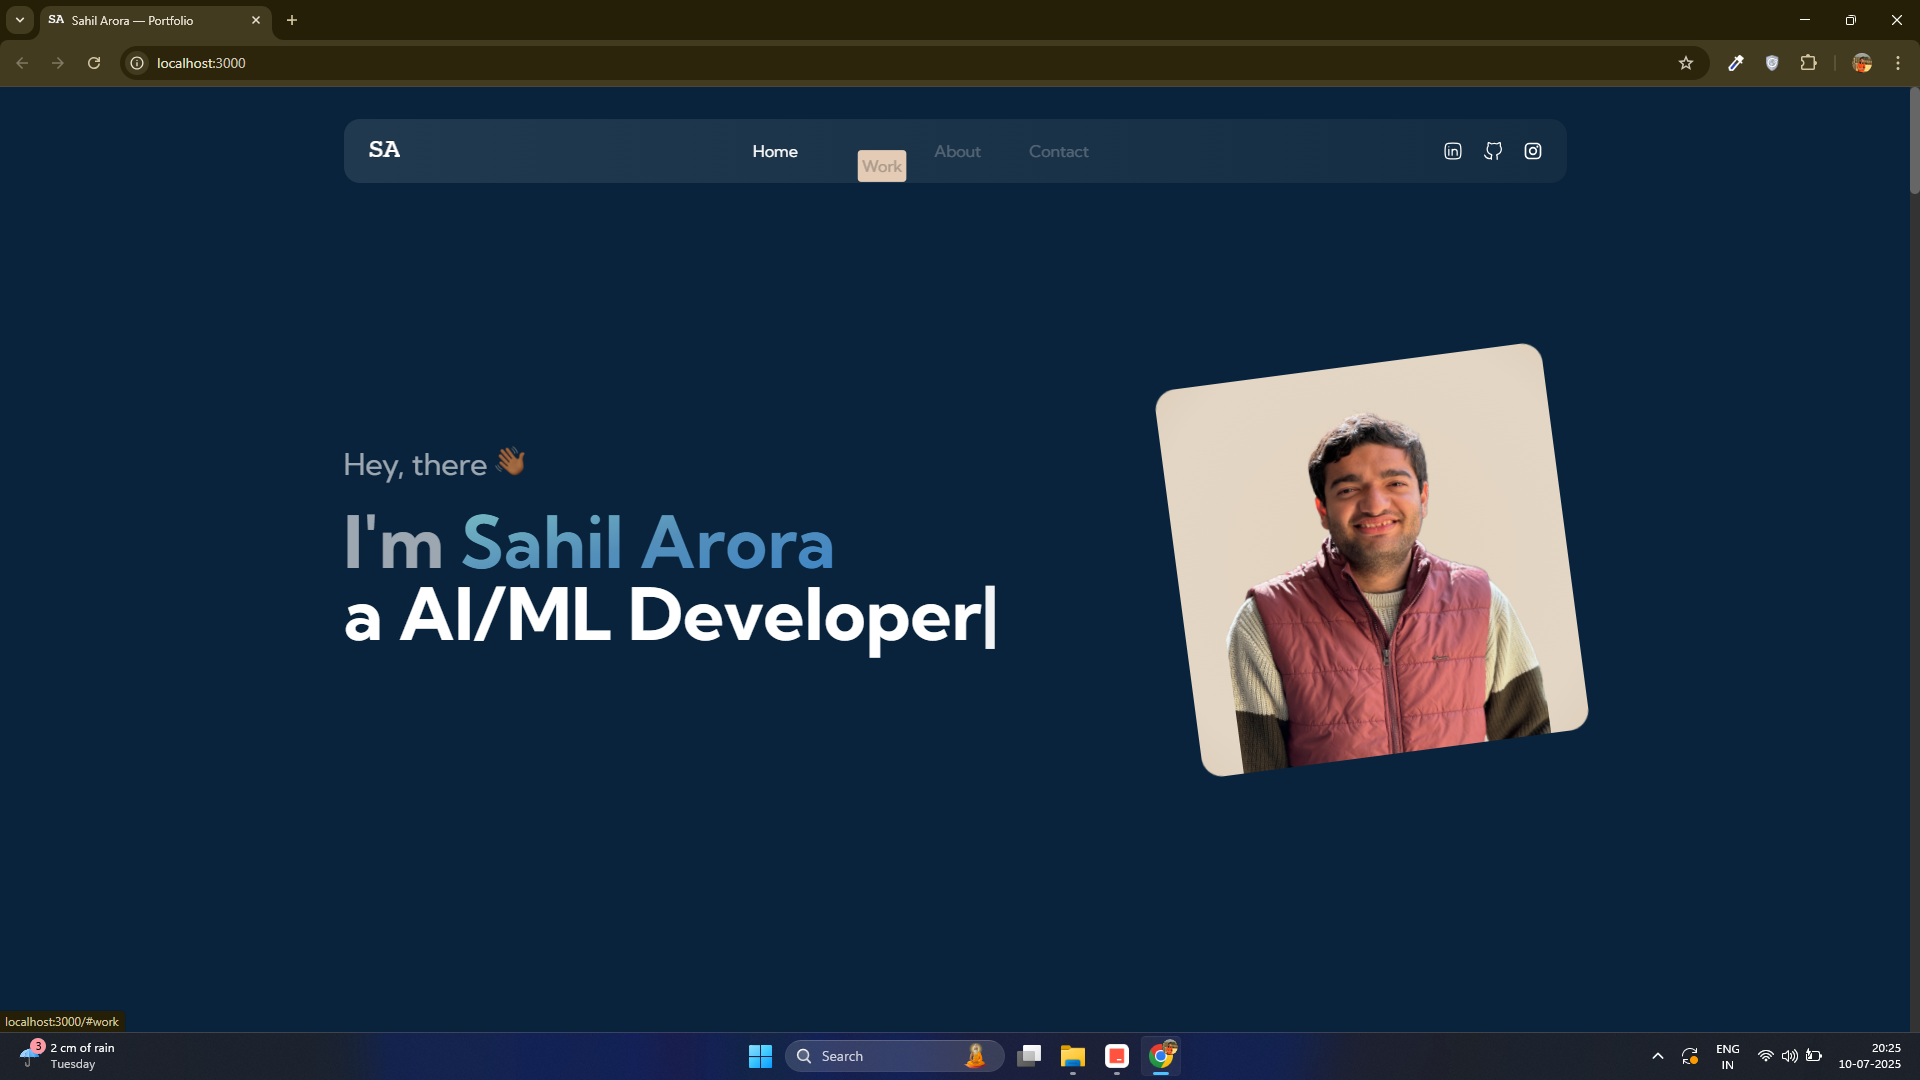 SA Sahil Arora — Portfolio
localhost:3000
SA Home Work About Contact
Hey, there 👋🏾
I'm Sahil Arora
a AI/ML Developer|
localhost:3000/#work
3 2 cm of rain
Tuesday
Search
ENG
IN
20:25
10-07-2025